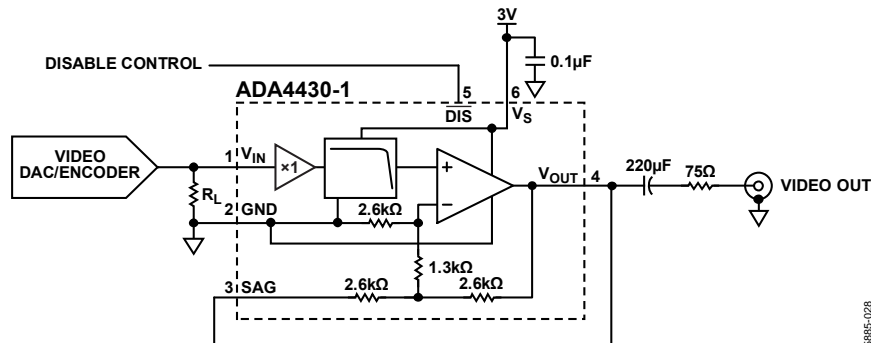 3V
DISABLE CONTROL
0.1µF
ADA4430-1
5
6
DIS
VS
VIDEO
DAC/ENCODER
1
VIN
×1
+
−
VOUT
4
220µF
75Ω
VIDEO OUT
RL
2
GND
2.6kΩ
1.3kΩ
3
SAG
2.6kΩ
2.6kΩ